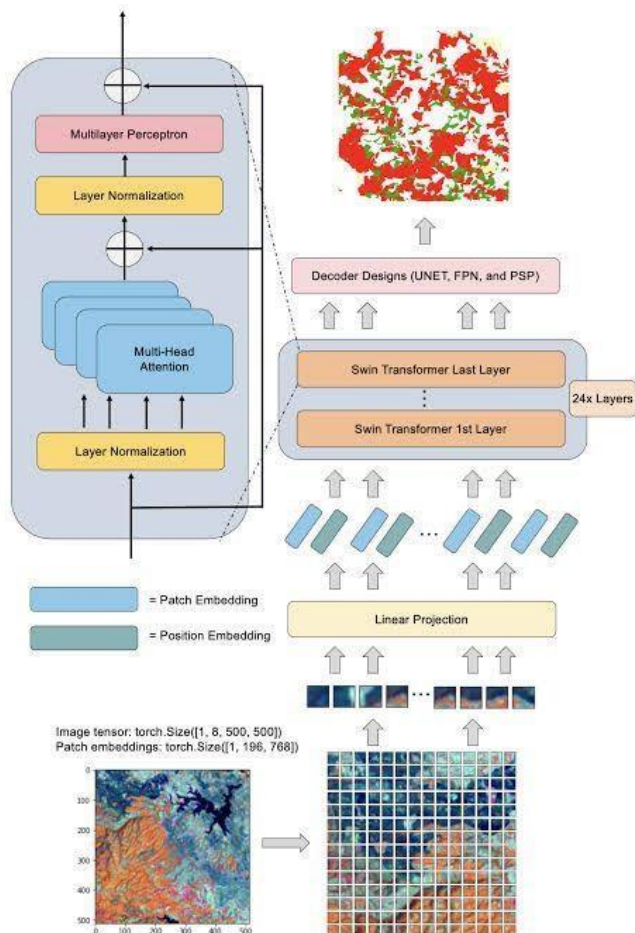 Multilayer Perceptron
Layer Normalization
Multi-Head
Attention
Layer Normalization
Decoder Designs (UNET, FPN, and PSP)
Swin Transformer Last Layer
Swin Transformer 1st Layer
24x Layers
= Patch Embedding
= Position Embedding
Linear Projection
Image tensor: torch.Size([1, 8, 500, 500])
Patch embeddings: torch.Size([1, 196, 768])
0
100
200
300
400
500
0 100 200 300 400 500